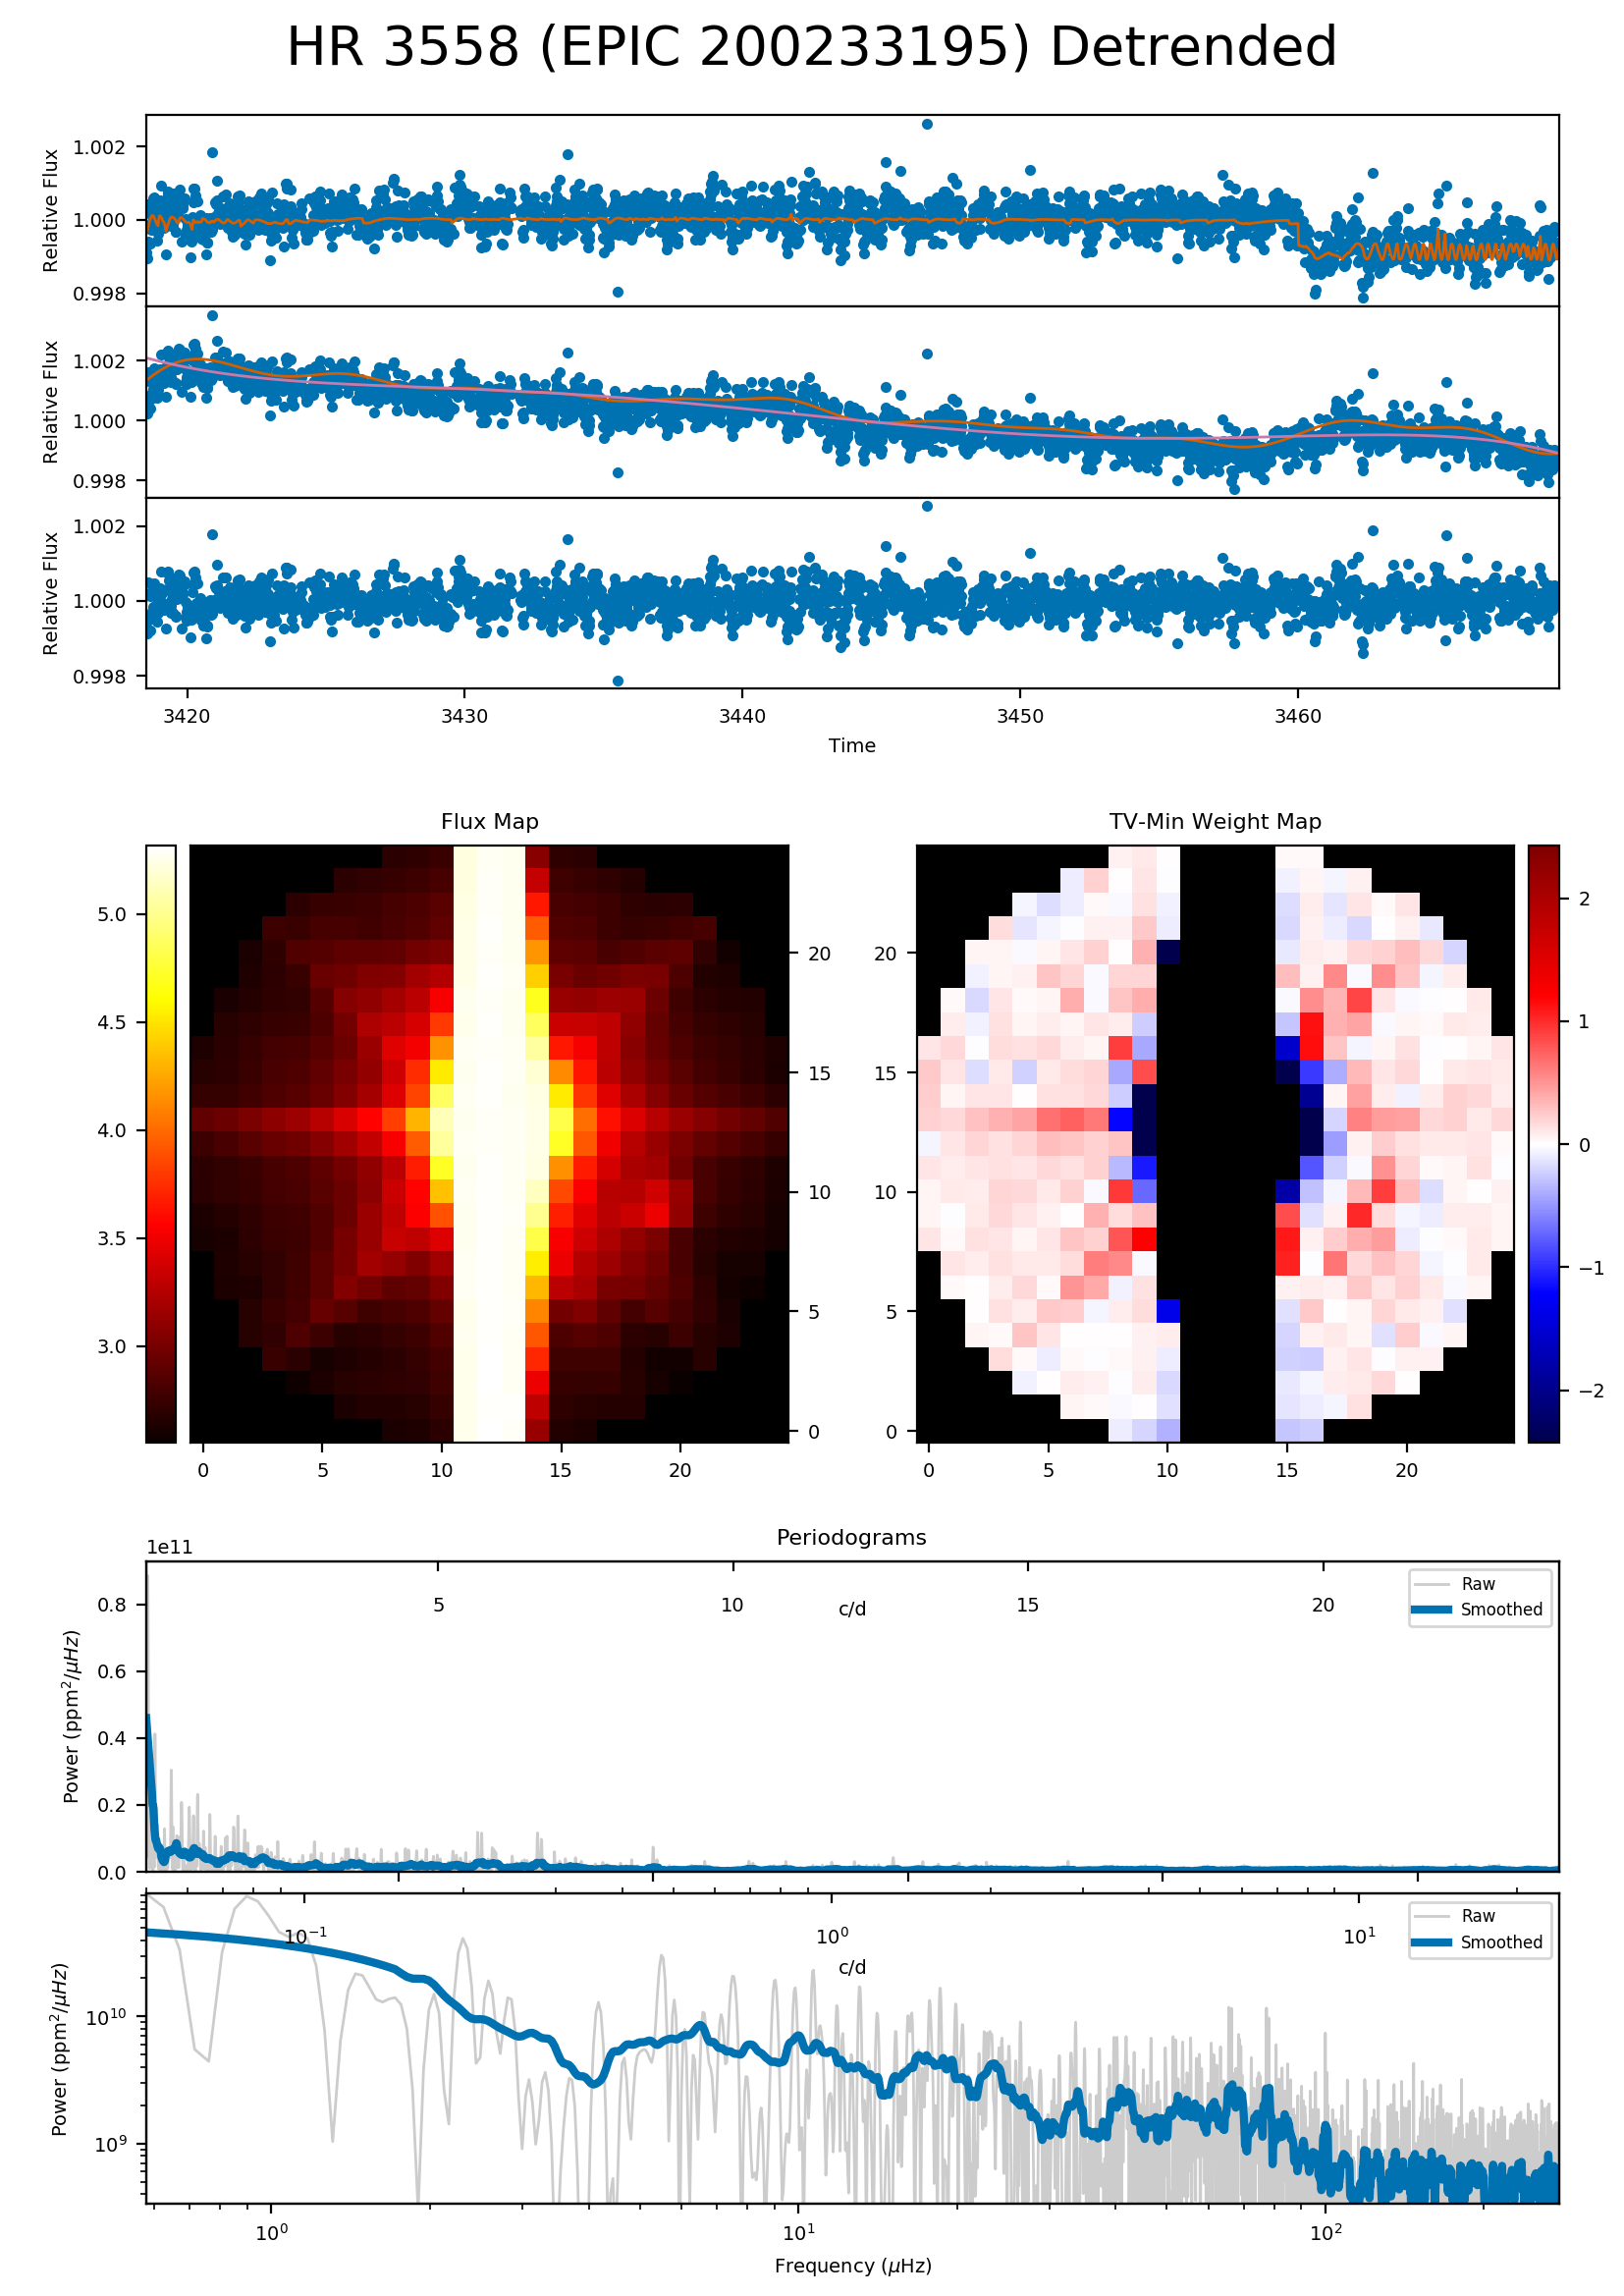 HR 3558 (EPIC 200233195) Detrended
Relative Flux
1.002
1.000
0.998
Relative Flux
1.002
1.000
0.998
Relative Flux
1.002
1.000
0.998
3420 3430 3440 3450 3460
Time
Flux Map
5.0
4.5
4.0
3.5
3.0
20
15
10
5
0
0 5 10 15 20
TV-Min Weight Map
20
15
10
5
0
0 5 10 15 20
2
1
0
−1
−2
Periodograms
1e11
Power (ppm²/μHz)
0.8
0.6
0.4
0.2
0.0
5 10 15 20
c/d
Raw
Smoothed
Power (ppm²/μHz)
10¹⁰
10⁹
10⁻¹ 10⁰ 10¹
c/d
Raw
Smoothed
10⁰ 10¹ 10²
Frequency (μHz)